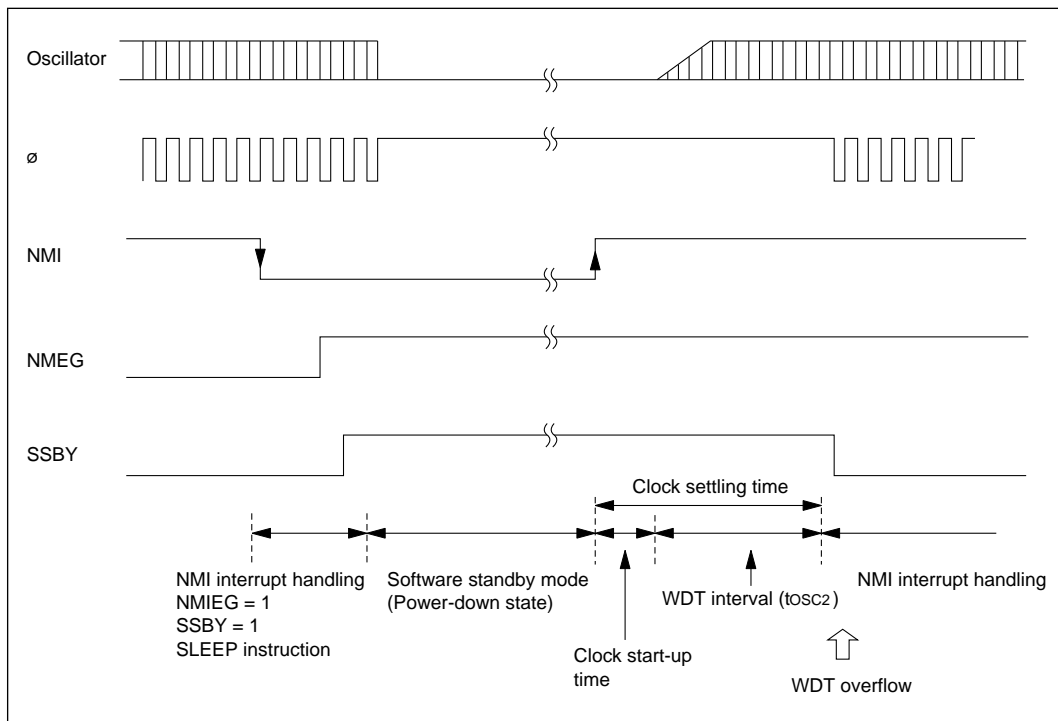 Oscillator
ø
NMI
NMEG
SSBY
Clock settling time
NMI interrupt handling
NMIEG = 1
SSBY = 1
SLEEP instruction
Software standby mode
(Power-down state)
Clock start-up
time
WDT interval (tOSC2)
WDT overflow
NMI interrupt handling